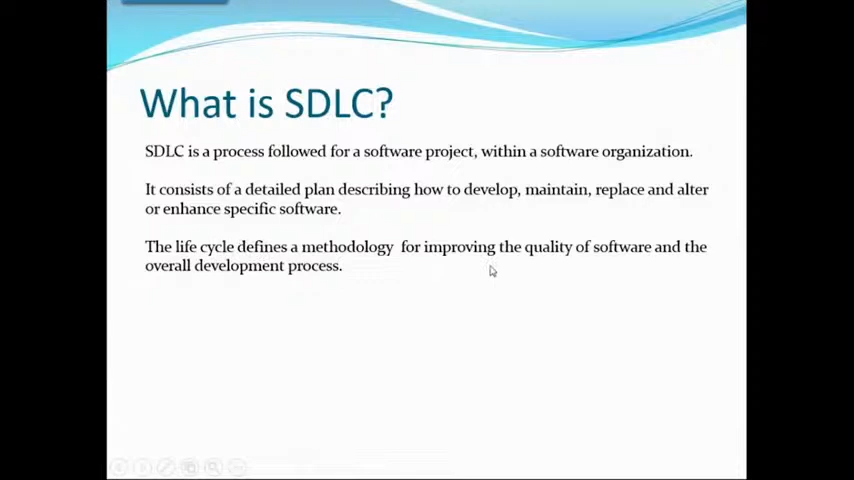 What is SDLC?
SDLC is a process followed for a software project, within a software organization.
It consists of a detailed plan describing how to develop, maintain, replace and alter
or enhance specific software.
The life cycle defines a methodology  for improving the quality of software and the
overall development process.